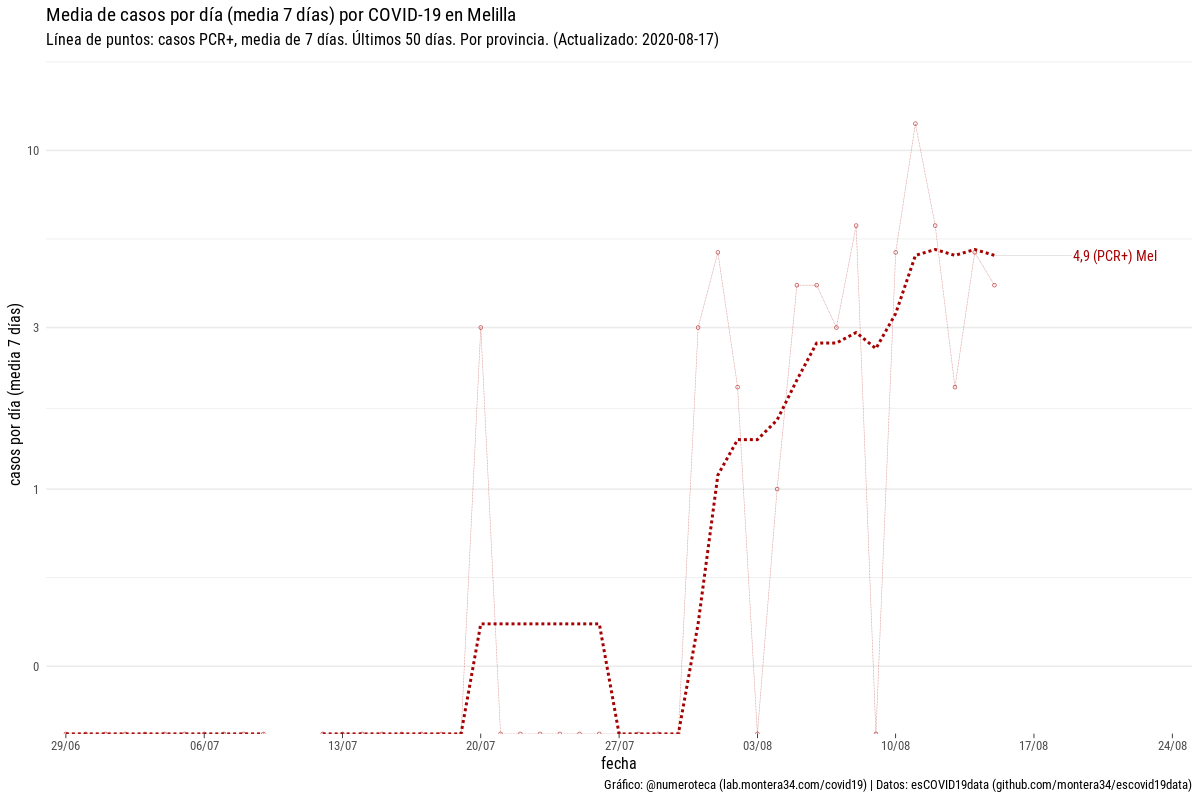 Media de casos por día (media 7 días) por COVID-19 en Melilla
Línea de puntos: casos PCR+, media de 7 días. Últimos 50 días. Por provincia. (Actualizado: 2020-08-17)
casos por día (media 7 días)
10
3
1
0
4,9 (PCR+) Mel
29/06 06/07 13/07 20/07 27/07 03/08 10/08 17/08 24/08
fecha
Gráfico: @numeroteca (lab.montera34.com/covid19) | Datos: esCOVID19data (github.com/montera34/escovid19data)